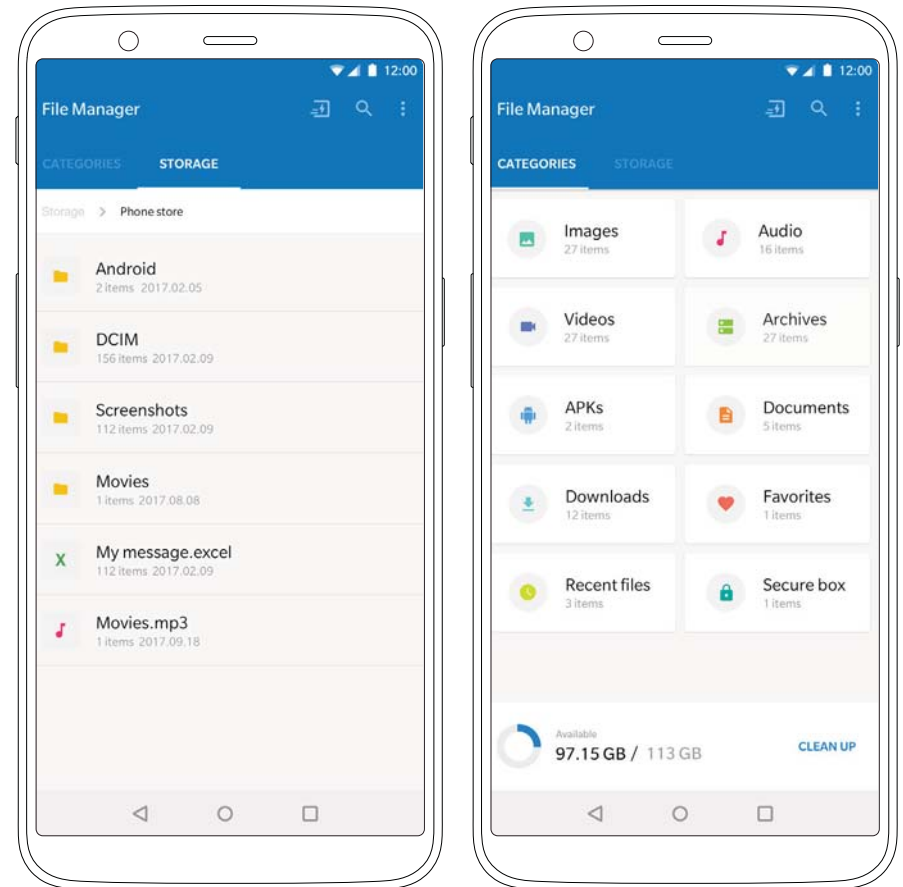 12:00
File Manager
CATEGORIES STORAGE
Storage > Phone store
Android
2 items 2017.02.05
DCIM
156 items 2017.02.09
Screenshots
112 items 2017.02.09
Movies
1 items 2017.08.08
My message.excel
112 items 2017.02.09
Movies.mp3
1 items 2017.09.18
12:00
File Manager
CATEGORIES STORAGE
Images
27 items
Audio
16 items
Videos
27 items
Archives
27 items
APKs
2 items
Documents
5 items
Downloads
12 items
Favorites
1 items
Recent files
3 items
Secure box
1 items
Available
97.15 GB / 113 GB
CLEAN UP